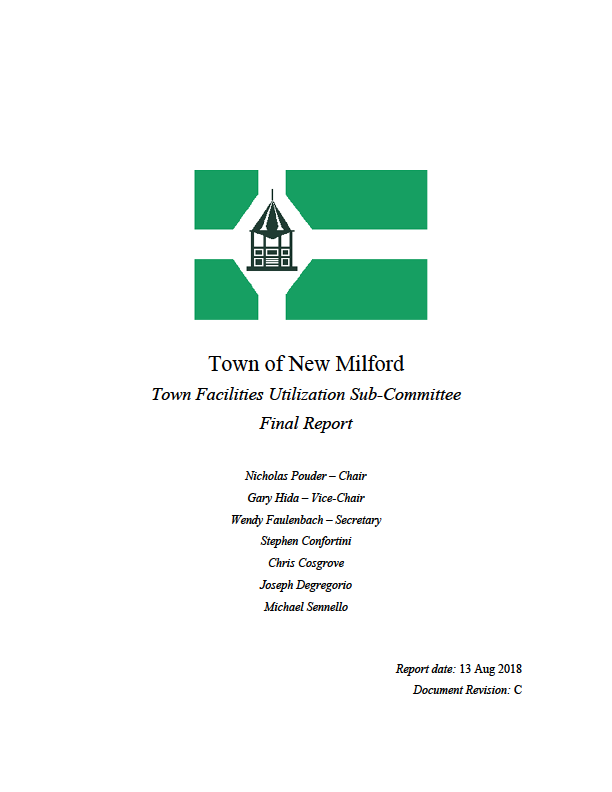 Town of New Milford
Town Facilities Utilization Sub-Committee
Final Report
Nicholas Pouder – Chair
Gary Hida – Vice-Chair
Wendy Faulenbach – Secretary
Stephen Confortini
Chris Cosgrove
Joseph Degregorio
Michael Sennello
Report date: 13 Aug 2018
Document Revision: C